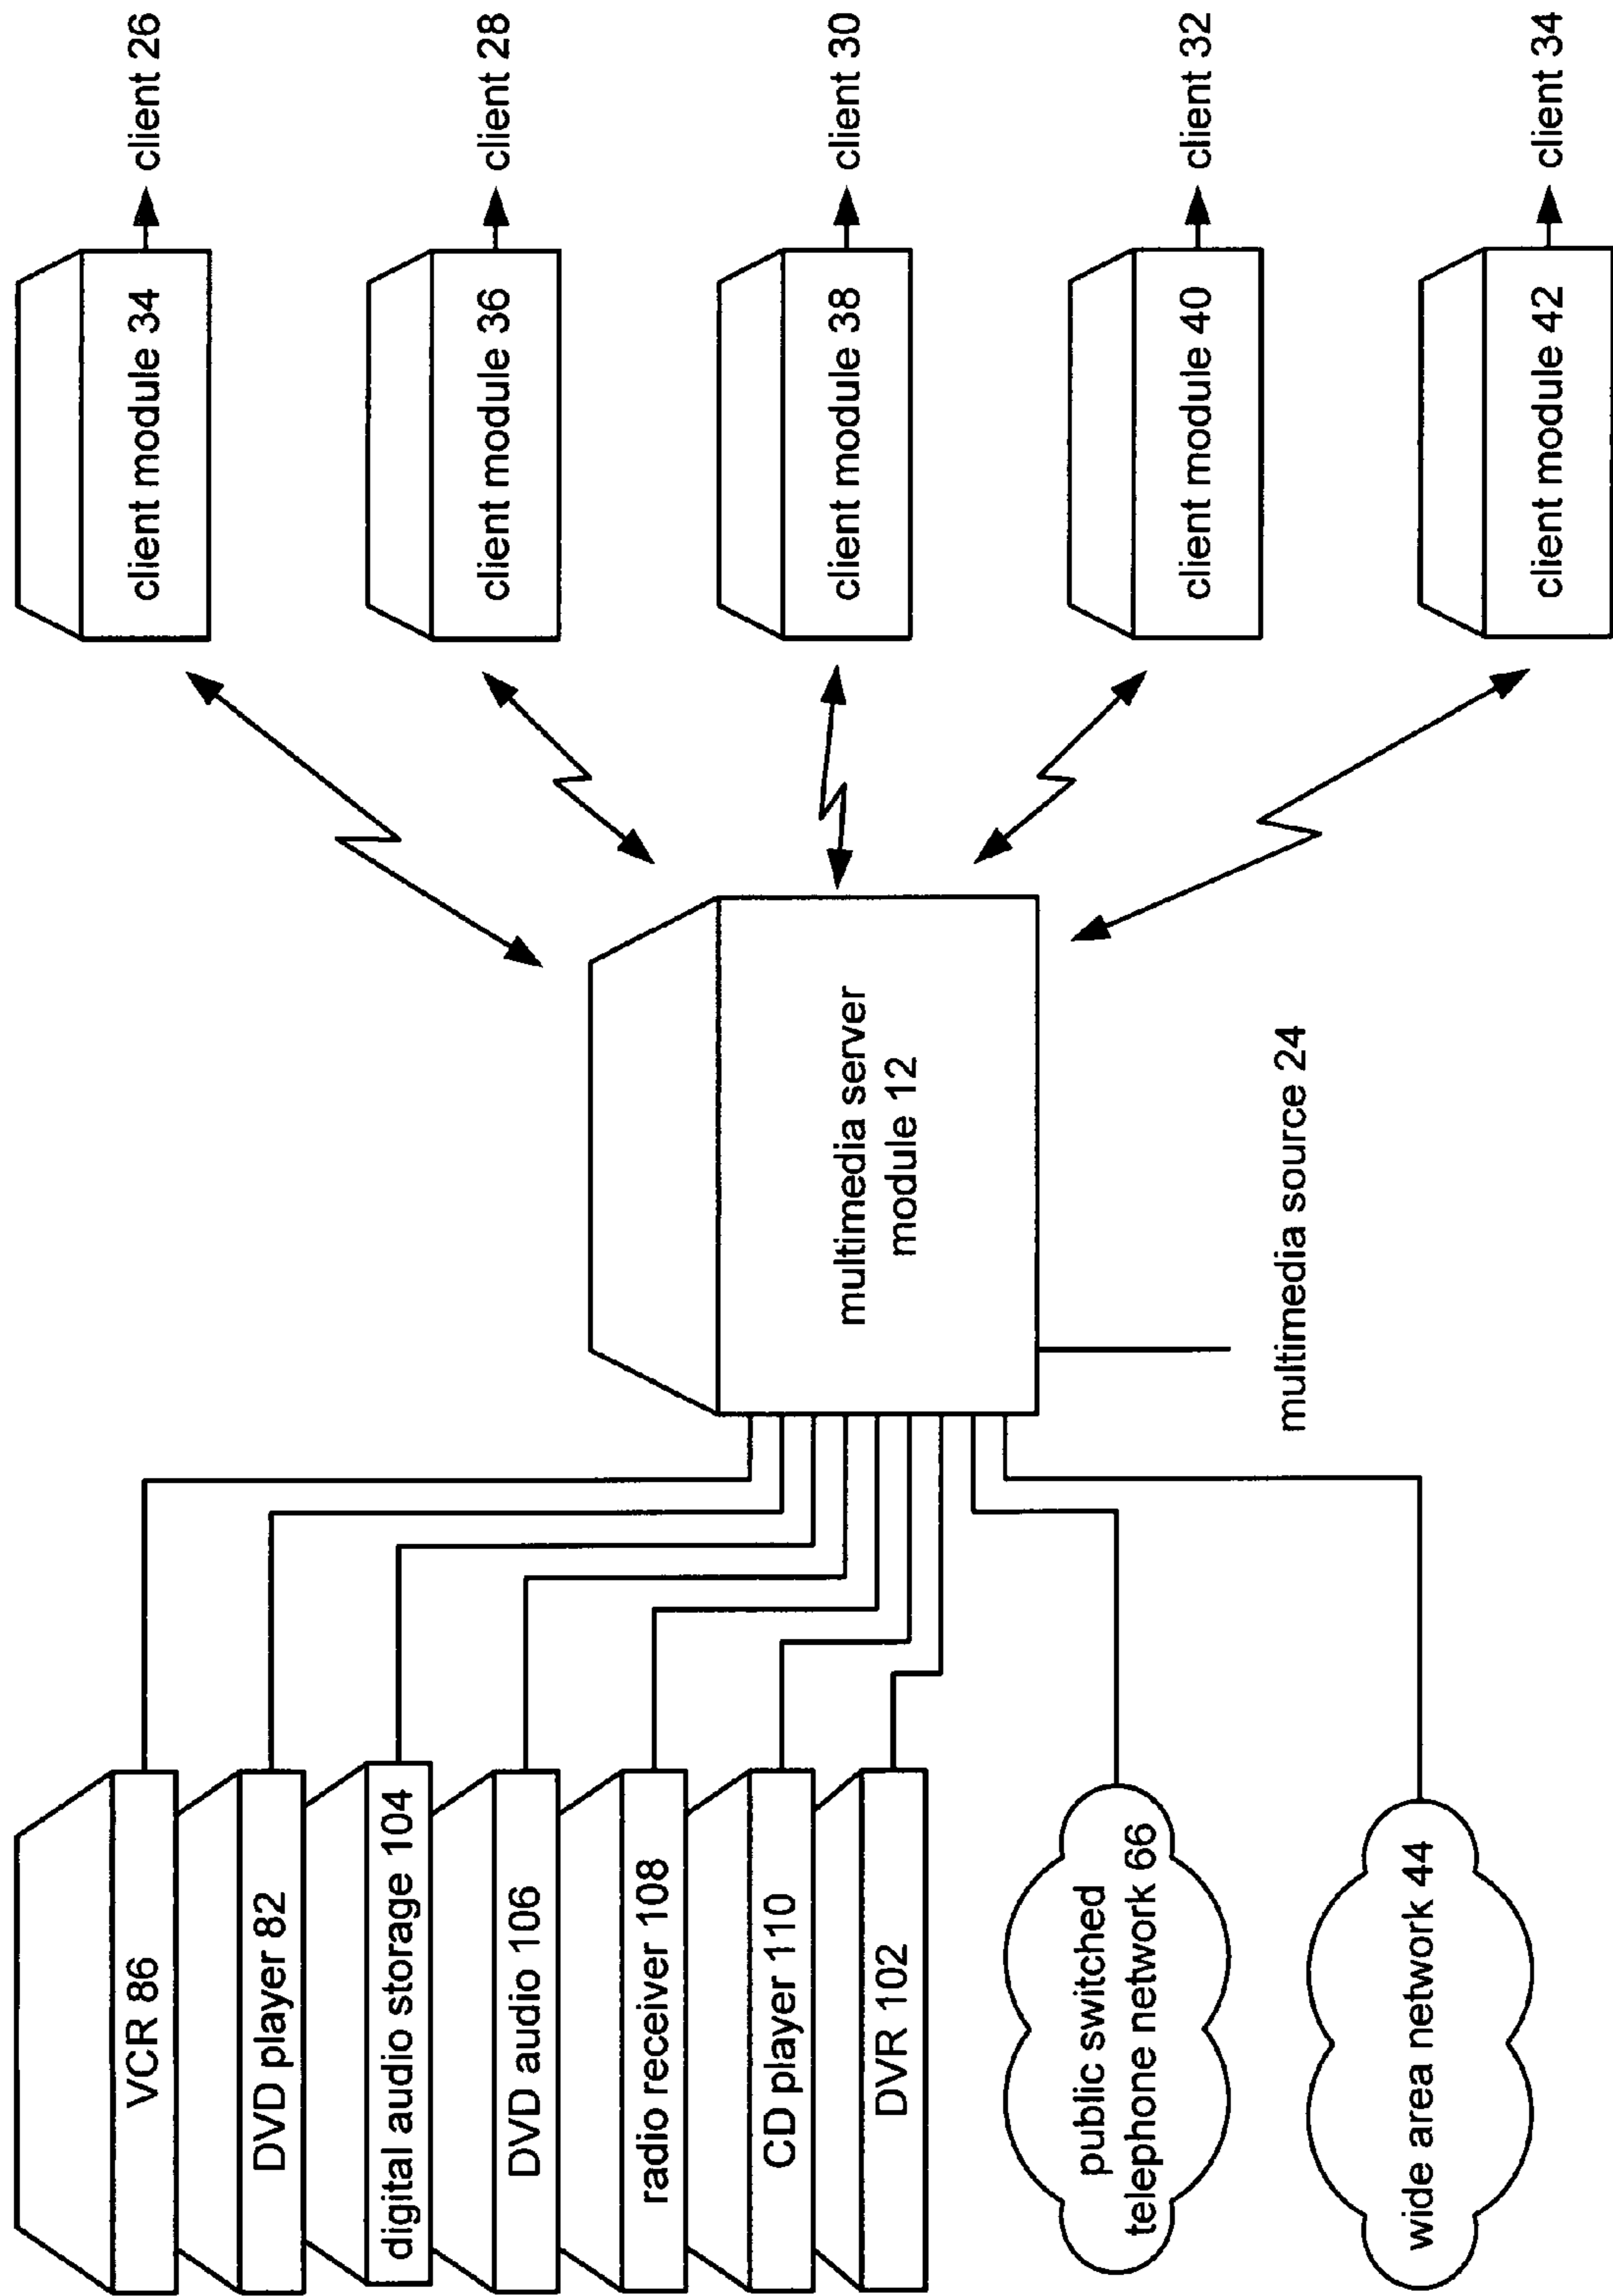 VCR 86
DVD player 82
digital audio storage 104
DVD audio 106
radio receiver 108
CD player 110
DVR 102
public switched
telephone network 66
wide area network 44
multimedia server
module 12
multimedia source 24
client module 34
client 26
client module 36
client 28
client module 38
client 30
client module 40
client 32
client module 42
client 34